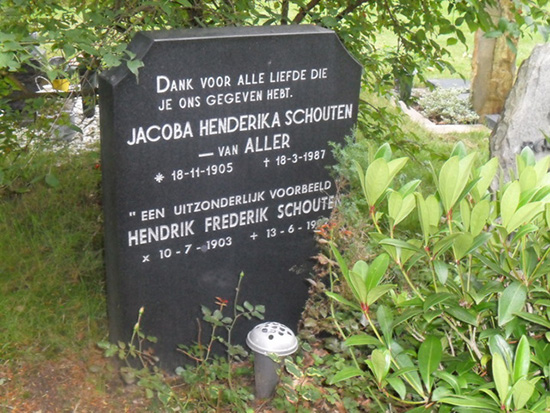 DANK VOOR ALLE LIEFDE DIE
JE ONS GEGEVEN HEBT.
JACOBA HENDERIKA SCHOUTEN
— VAN ALLER
* 18-11-1905 † 18-3-1987
"EEN UITZONDERLIJK VOORBEELD
HENDRIK FREDERIK SCHOUTEN
× 10-7-1903 + 13-6-